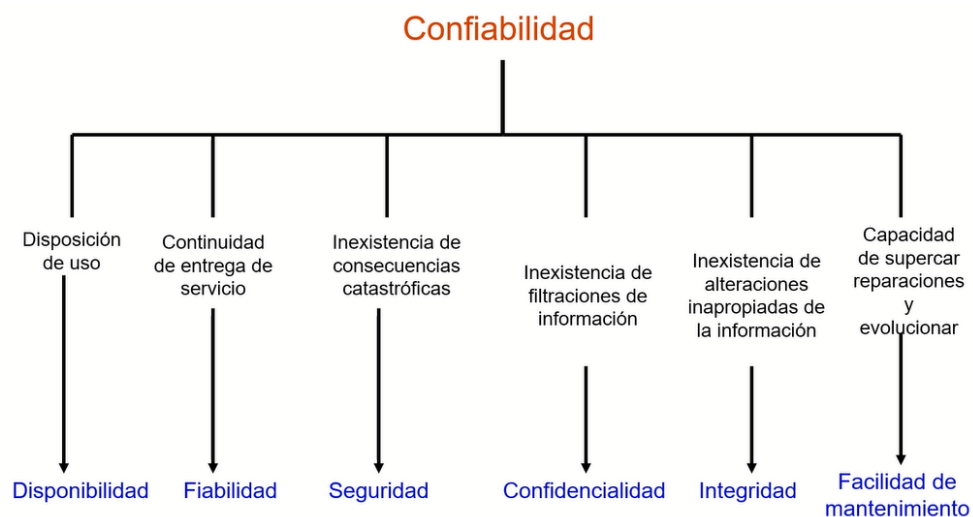 Confiabilidad
Disposición
de uso
Continuidad
de entrega de
servicio
Inexistencia de
consecuencias
catastróficas
Inexistencia de
filtraciones de
información
Inexistencia de
alteraciones
inapropiadas de
la información
Capacidad
de supercar
reparaciones
y
evolucionar
Disponibilidad
Fiabilidad
Seguridad
Confidencialidad
Integridad
Facilidad de
mantenimiento